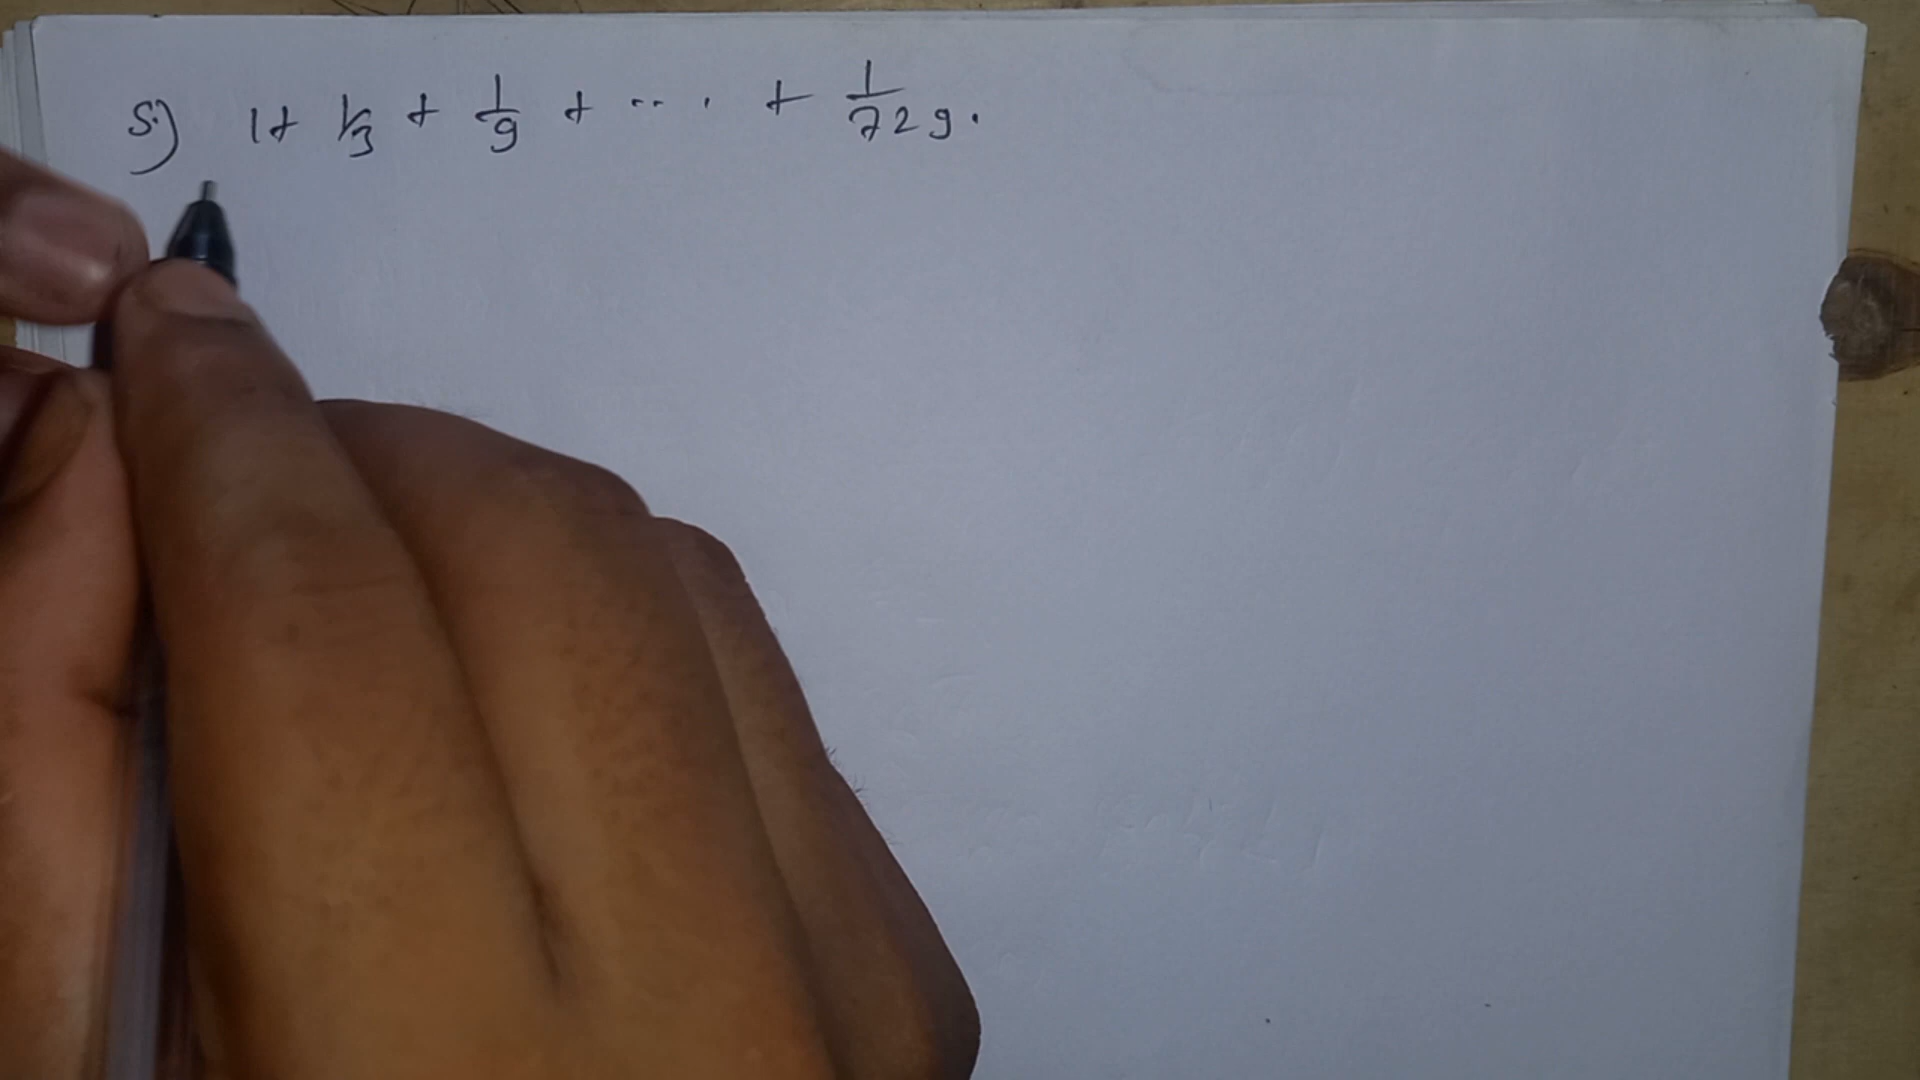 5) 1 + 1/3 + 1/9 + ... + 1/729.